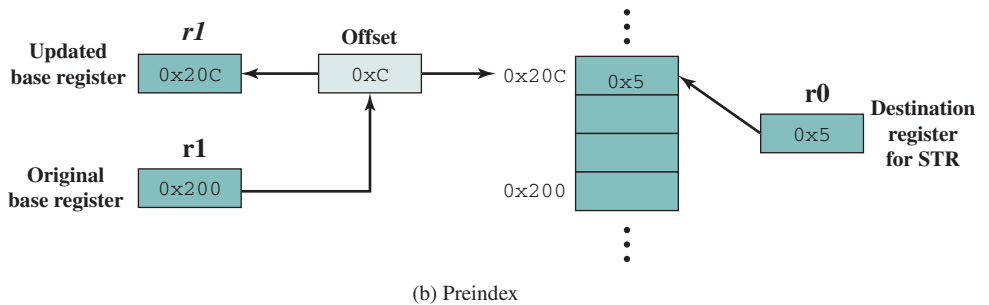 r1
Offset
Updated
base register
0x20C
0xC
0x20C
0x5
r0
0x5
Destination
register
for STR
r1
Original
base register
0x200
0x200
(b) Preindex